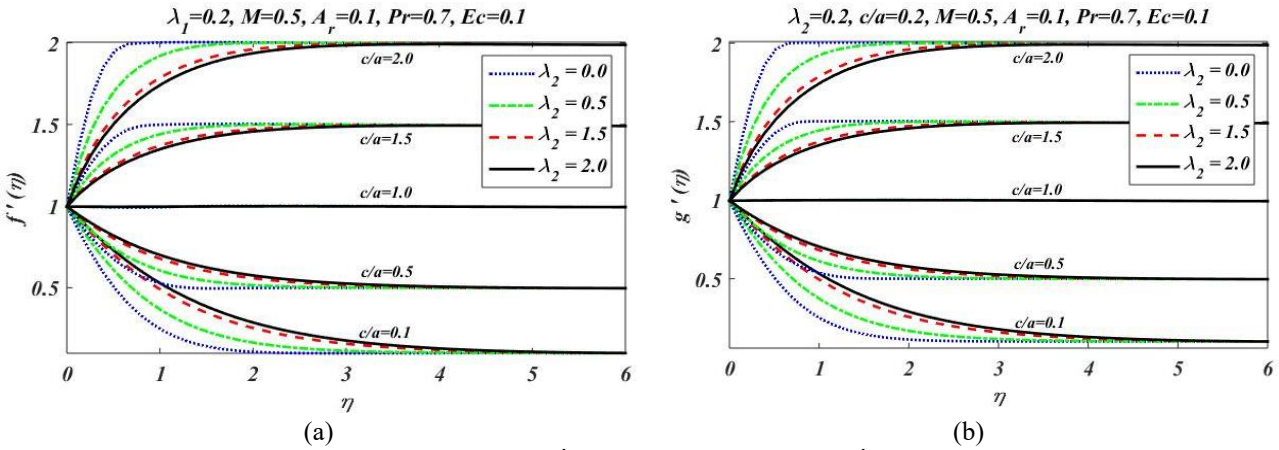 λ₁=0.2, M=0.5, Aᵣ=0.1, Pr=0.7, Ec=0.1
2
1.5
1
0.5
f '(η)
c/a=2.0
c/a=1.5
c/a=1.0
c/a=0.5
c/a=0.1
λ₂ = 0.0
λ₂ = 0.5
λ₂ = 1.5
λ₂ = 2.0
0 1 2 3 4 5 6
η
(a)
λ₂=0.2, c/a=0.2, M=0.5, Aᵣ=0.1, Pr=0.7, Ec=0.1
2
1.5
1
0.5
g '(η)
c/a=2.0
c/a=1.5
c/a=1.0
c/a=0.5
c/a=0.1
λ₂ = 0.0
λ₂ = 0.5
λ₂ = 1.5
λ₂ = 2.0
0 1 2 3 4 5 6
η
(b)